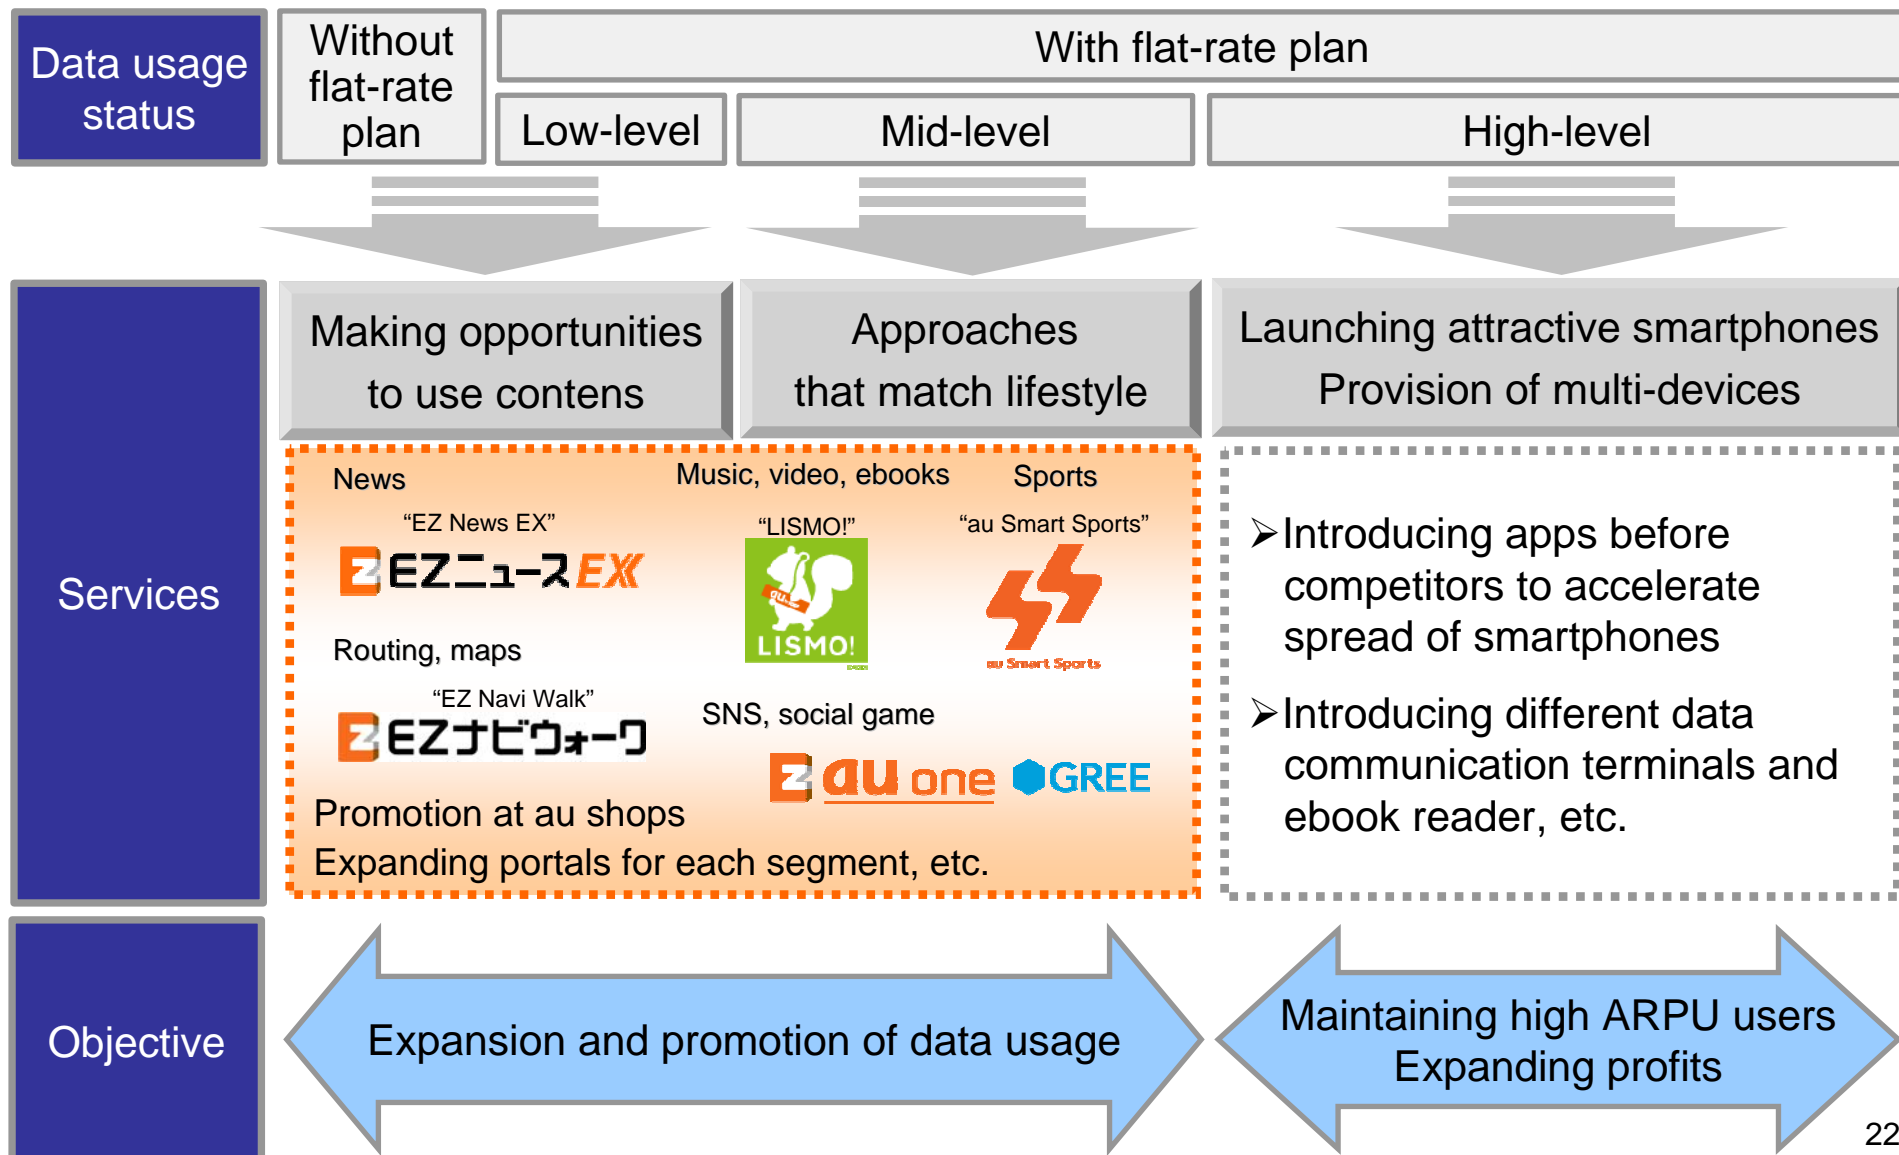 Data usage
status
Without
flat-rate
plan
With flat-rate plan
Low-level
Mid-level
High-level
Services
Making opportunities
to use contens
Approaches
that match lifestyle
Launching attractive smartphones
Provision of multi-devices
News
“EZ News EX”
EZニュースEX
Routing, maps
“EZ Navi Walk”
EZナビウォーク
Music, video, ebooks
“LISMO!”
au
LISMO!
Sports
“au Smart Sports”
au Smart Sports
SNS, social game
au one
GREE
Promotion at au shops
Expanding portals for each segment, etc.
➢Introducing apps before
competitors to accelerate
spread of smartphones
➢Introducing different data
communication terminals and
ebook reader, etc.
Objective
Expansion and promotion of data usage
Maintaining high ARPU users
Expanding profits
22